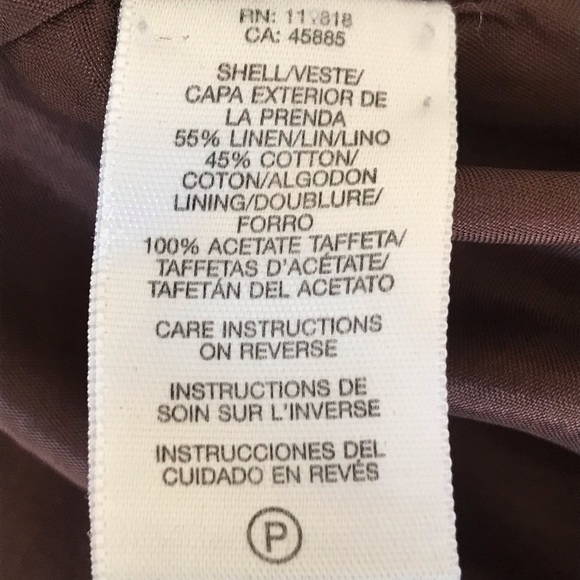 CA: 45885
SHELL/VESTE/
CAPA EXTERIOR DE
LA PRENDA
55% LINEN/LIN/LINO
45% COTTON/
COTON/ALGODON
LINING/DOUBLURE/
FORRO
100% ACETATE TAFFETA/
TAFFETAS D'ACÉTATE/
TAFETÁN DEL ACETATO
CARE INSTRUCTIONS
ON REVERSE
INSTRUCTIONS DE
SOIN SUR L'INVERSE
INSTRUCCIONES DEL
CUIDADO EN REVÉS
P